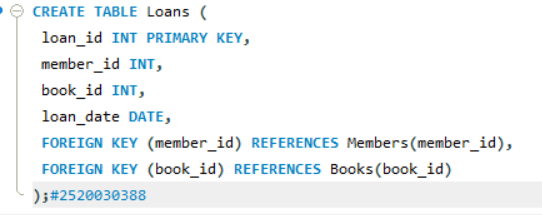 CREATE TABLE Loans (
loan_id INT PRIMARY KEY,
member_id INT,
book_id INT,
loan_date DATE,
FOREIGN KEY (member_id) REFERENCES Members(member_id),
FOREIGN KEY (book_id) REFERENCES Books(book_id)
);#2520030388